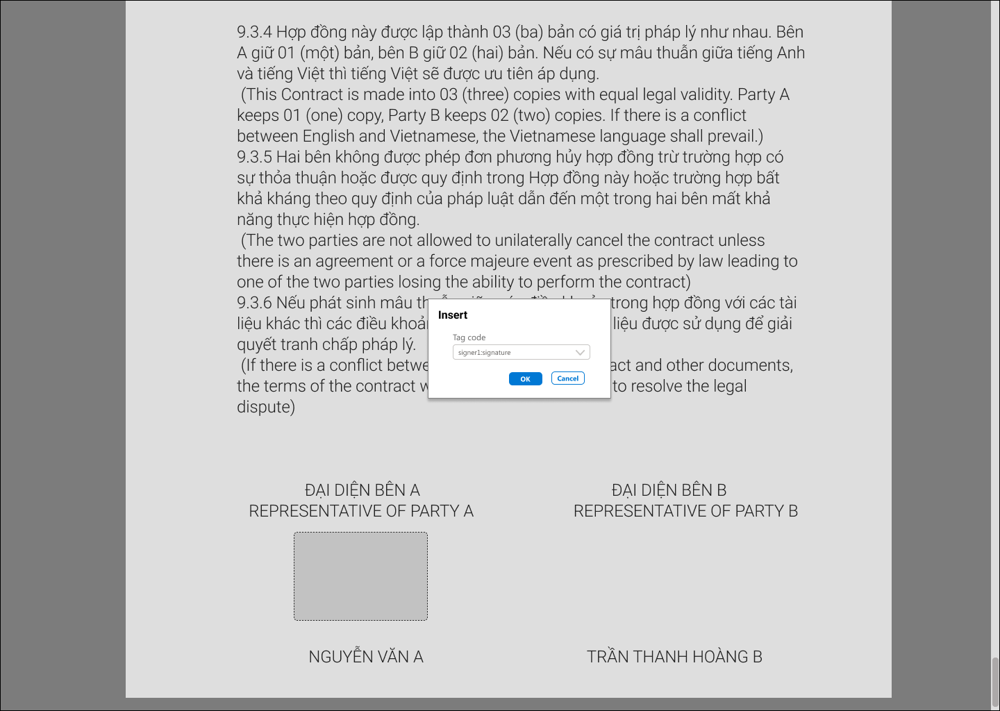 9.3.4 Hợp đồng này được lập thành 03 (ba) bản có giá trị pháp lý như nhau. Bên
A giữ 01 (một) bản, bên B giữ 02 (hai) bản. Nếu có sự mâu thuẫn giữa tiếng Anh
và tiếng Việt thì tiếng Việt sẽ được ưu tiên áp dụng.
(This Contract is made into 03 (three) copies with equal legal validity. Party A
keeps 01 (one) copy, Party B keeps 02 (two) copies. If there is a conflict
between English and Vietnamese, the Vietnamese language shall prevail.)
9.3.5 Hai bên không được phép đơn phương hủy hợp đồng trừ trường hợp có
sự thỏa thuận hoặc được quy định trong Hợp đồng này hoặc trường hợp bất
khả kháng theo quy định của pháp luật dẫn đến một trong hai bên mất khả
năng thực hiện hợp đồng.
(The two parties are not allowed to unilaterally cancel the contract unless
there is an agreement or a force majeure event as prescribed by law leading to
one of the two parties losing the ability to perform the contract)
9.3.6 Nếu phát sinh mâu trong hợp đồng với các tài
liệu khác thì các điều liệu được sử dụng để giải
quyết tranh chấp pháp lý.
(If there is a conflict and other documents,
the terms of the contract to resolve the legal
dispute)
Insert
Tag code
signer1:signature
OK Cancel
ĐẠI DIỆN BÊN A ĐẠI DIỆN BÊN B
REPRESENTATIVE OF PARTY A REPRESENTATIVE OF PARTY B
NGUYỄN VĂN A TRẦN THANH HOÀNG B